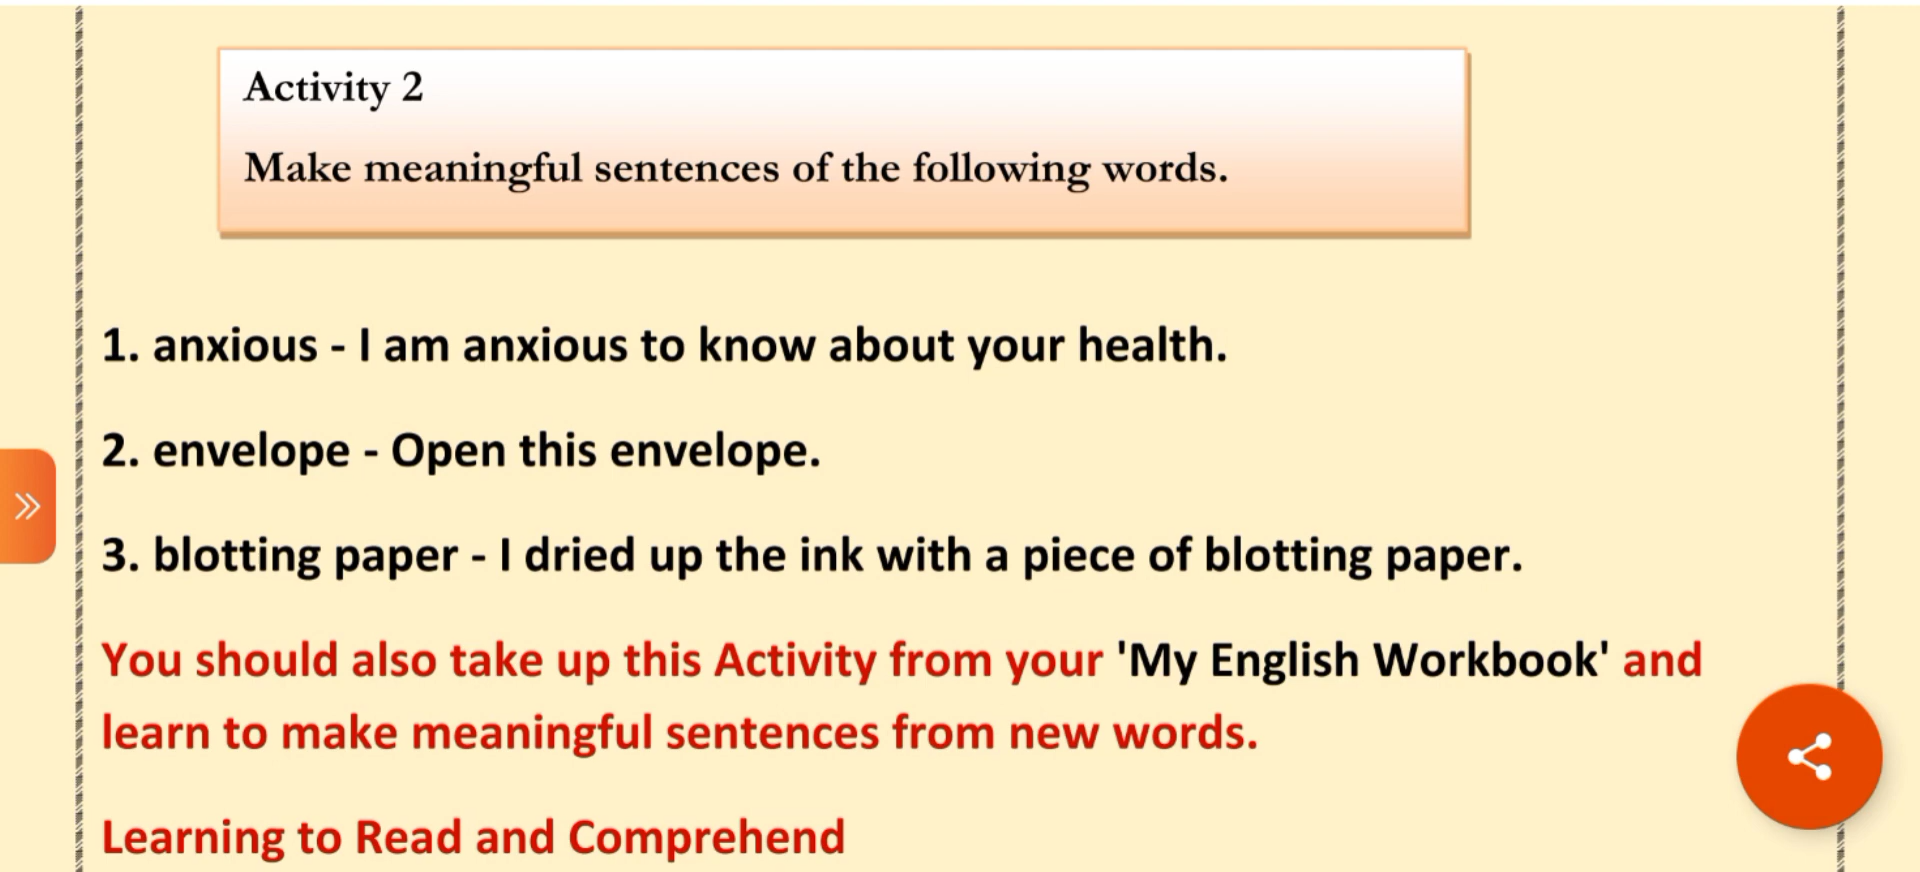 Activity 2
Make meaningful sentences of the following words.
1. anxious - I am anxious to know about your health.
2. envelope - Open this envelope.
3. blotting paper - I dried up the ink with a piece of blotting paper.
You should also take up this Activity from your 'My English Workbook' and
learn to make meaningful sentences from new words.
Learning to Read and Comprehend